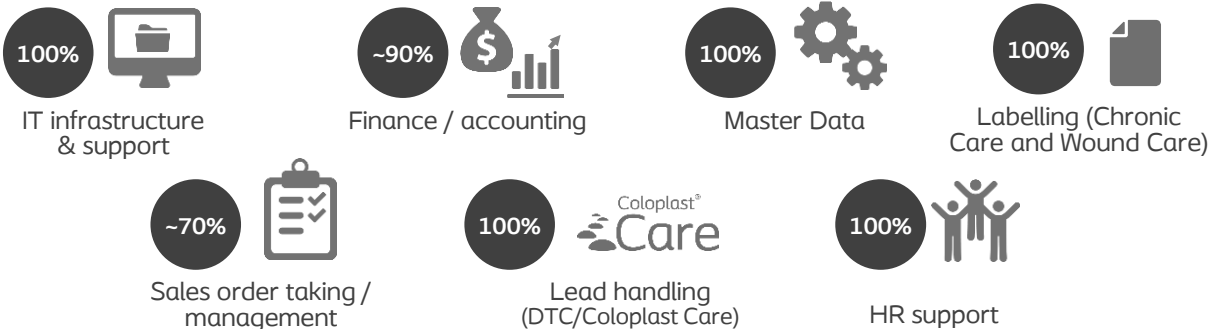 100%
IT infrastructure
& support
~90%
$
Finance / accounting
100%
Master Data
100%
Labelling (Chronic
Care and Wound Care)
~70%
Sales order taking /
management
100%
Coloplast®
Care
Lead handling
(DTC/Coloplast Care)
100%
HR support